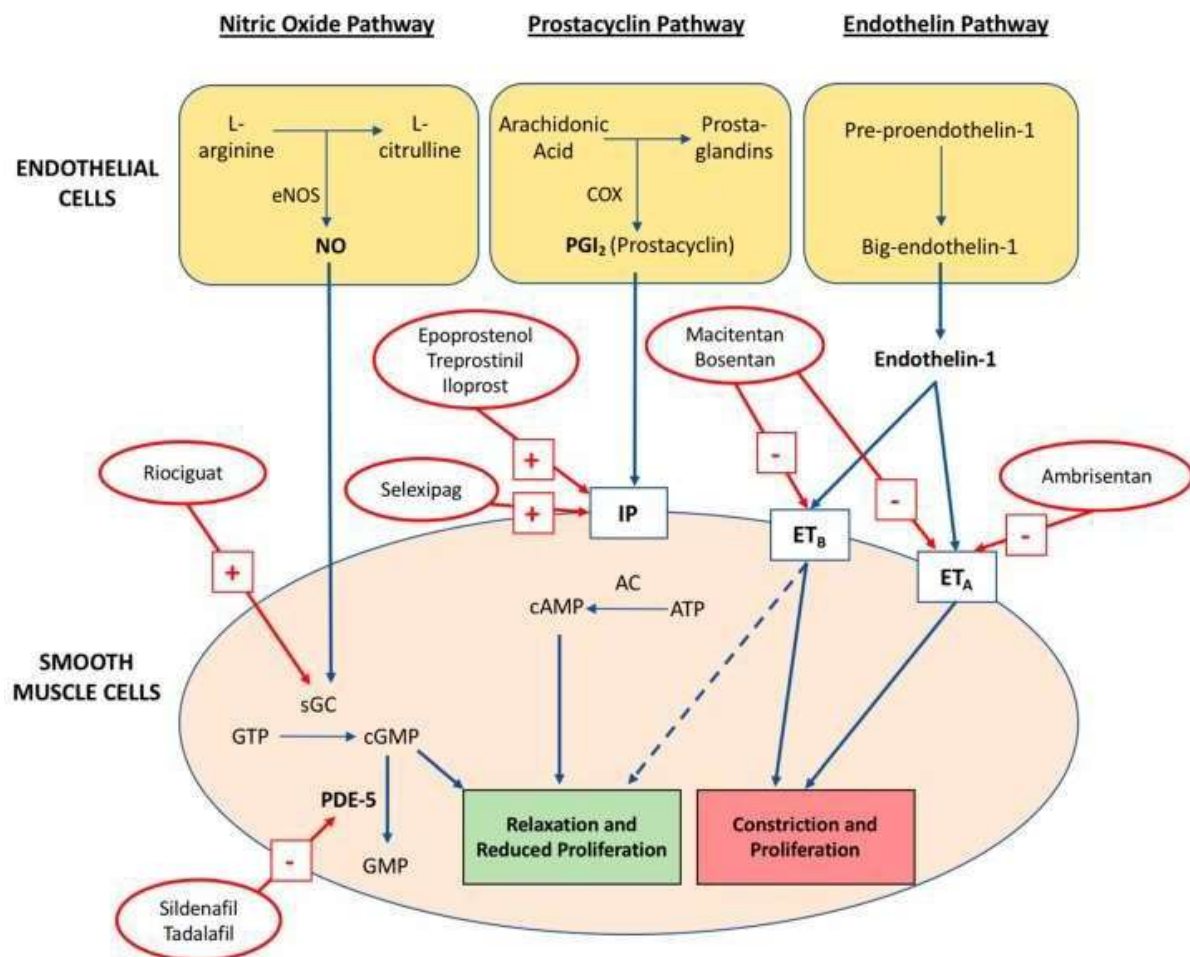 Nitric Oxide Pathway
Prostacyclin Pathway
Endothelin Pathway
ENDOTHELIAL
CELLS
L-
arginine
L-
citrulline
eNOS
NO
Arachidonic
Acid
Prosta-
glandins
COX
PGI₂ (Prostacyclin)
Pre-proendothelin-1
Big-endothelin-1
Endothelin-1
Epoprostenol
Treprostinil
Iloprost
+
Macitentan
Bosentan
-
-
Riociguat
+
Selexipag
+
Ambrisentan
-
IP
ET_B
ET_A
SMOOTH
MUSCLE CELLS
AC
cAMP
ATP
sGC
GTP
cGMP
PDE-5
GMP
-
Sildenafil
Tadalafil
Relaxation and
Reduced Proliferation
Constriction and
Proliferation